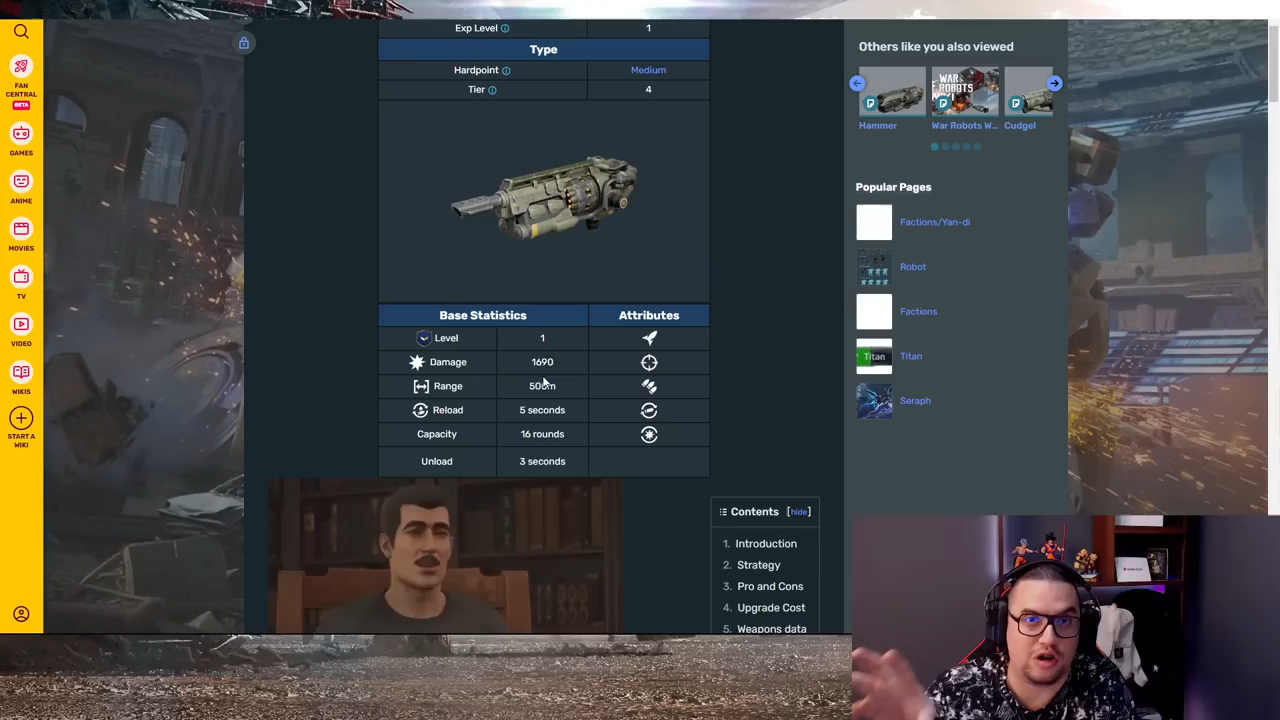 Exp Level 1
Type
Hardpoint Medium
Tier 4
Base Statistics Attributes
Level 1
Damage 1690
Range 500m
Reload 5 seconds
Capacity 16 rounds
Unload 3 seconds
Contents [hide]
1. Introduction
2. Strategy
3. Pro and Cons
4. Upgrade Cost
5. Weapons data
FAN
CENTRAL
BETA
GAMES
ANIME
MOVIES
TV
VIDEO
WIKIS
START A
WIKI
Others like you also viewed
WAR
ROBOTS
Hammer
War Robots W...
Cudgel
Popular Pages
Factions/Yan-di
Robot
Factions
Titan
Titan
Seraph